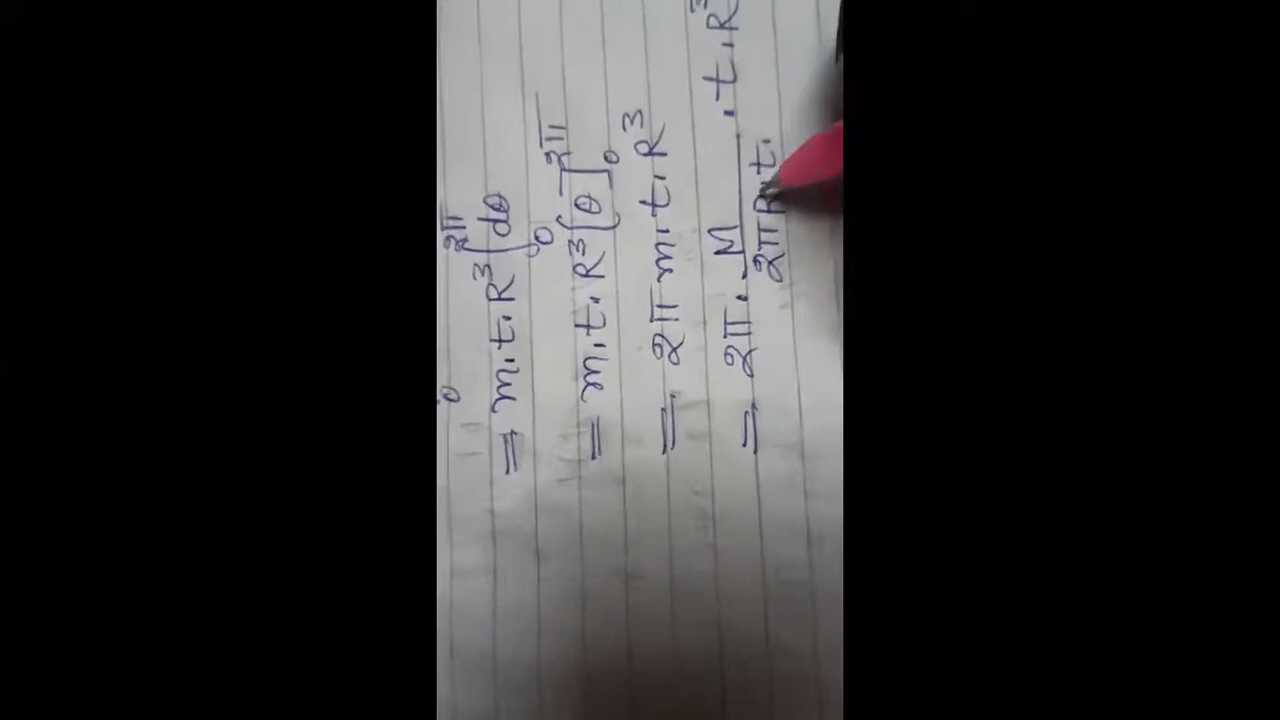 = m.t.R³ ∫₀^2π dθ
= m.t.R³ [θ]₀^2π
= 2π m.t.R³
= 2π. M/2πR.t. .t.R³